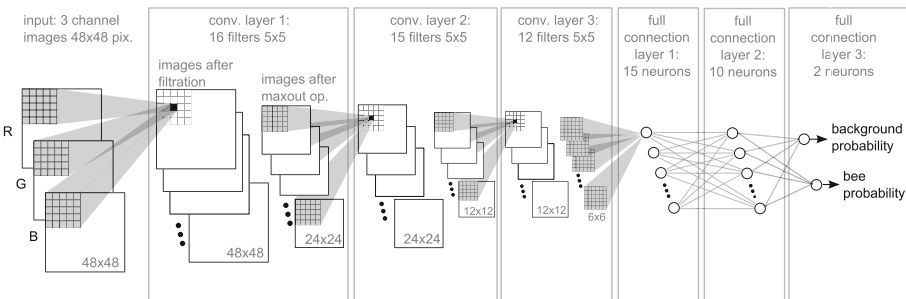 input: 3 channel
images 48x48 pix.
conv. layer 1:
16 filters 5x5
conv. layer 2:
15 filters 5x5
conv. layer 3:
12 filters 5x5
full
connection
layer 1:
15 neurons
full
connection
layer 2:
10 neurons
full
connection
layer 3:
2 neurons
images after
filtration
images after
maxout op.
R
G
B
48x48
48x48
24x24
24x24
12x12
12x12
6x6
background
probability
bee
probability